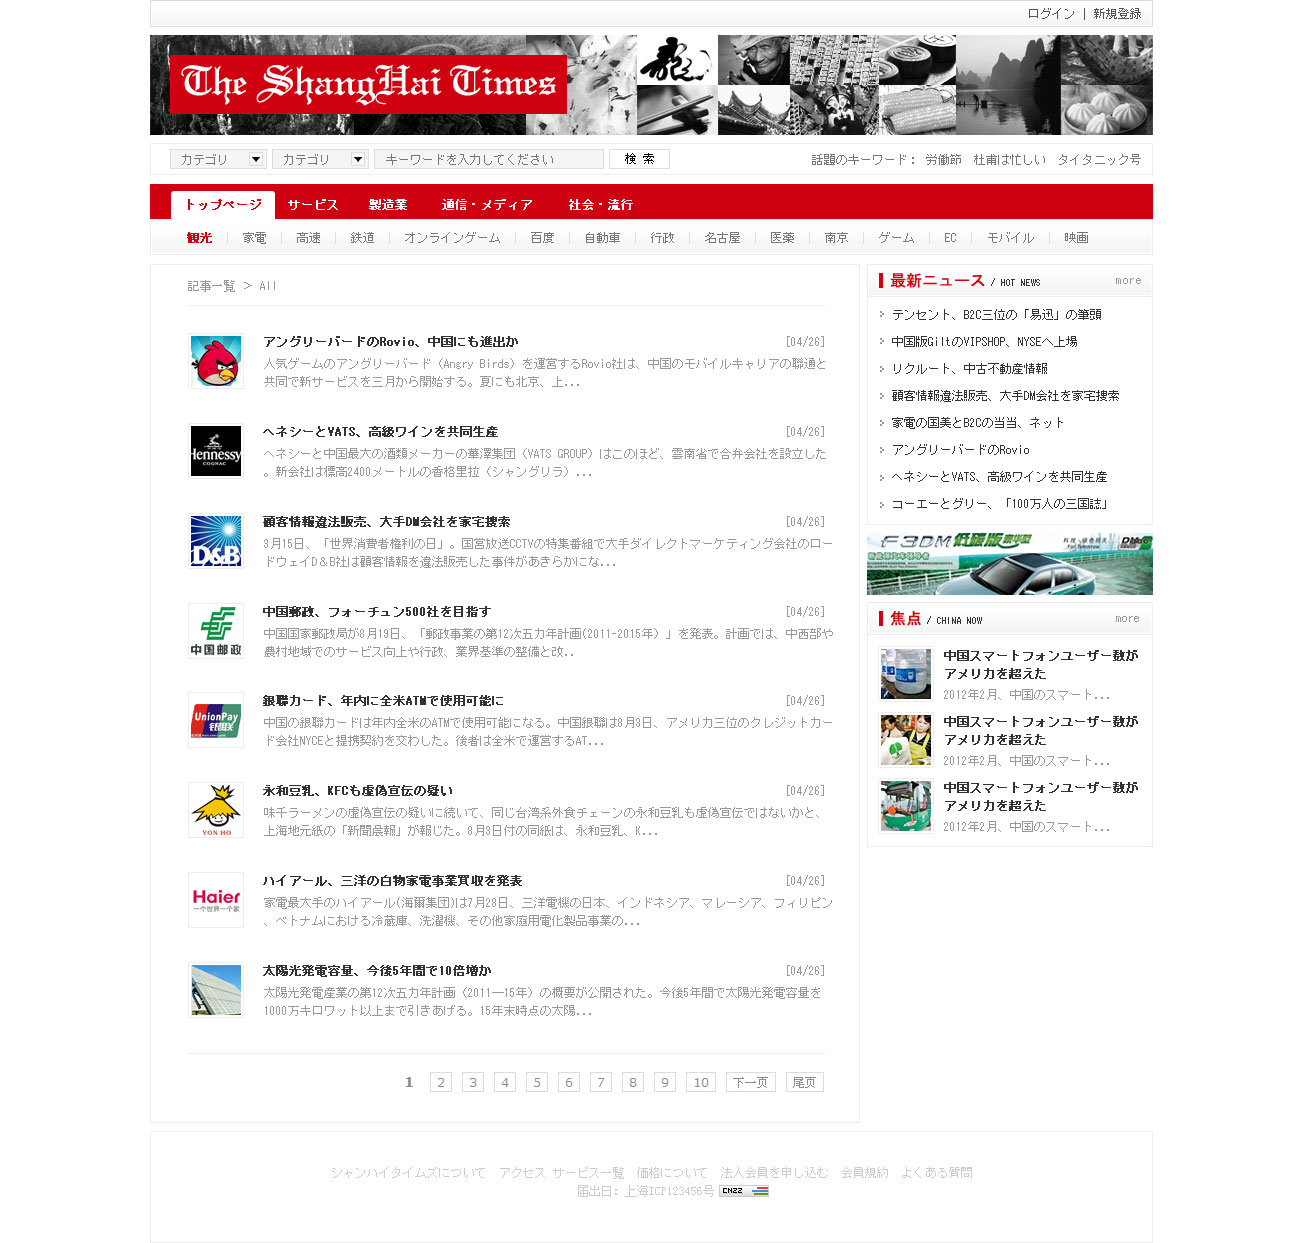 ログイン | 新規登録
The ShangHai Times
カテゴリ カテゴリ キーワードを入力してください 検 索 話題のキーワード： 労働節 杜甫は忙しい タイタニック号
トップページ サービス 製造業 通信・メディア 社会・流行
観光 家電 高速 鉄道 オンラインゲーム 百度 自動車 行政 名古屋 医薬 南京 ゲーム EC モバイル 映画
記事一覧 > All
アングリーバードのRovio、中国にも進出か [04/26]
人気ゲームのアングリーバード（Angry Birds）を運営するRovio社は、中国のモバイルキャリアの聯通と
共同で新サービスを三月から開始する。夏にも北京、上...
Hennessy
COGNAC
ヘネシーとVATS、高級ワインを共同生産 [04/26]
ヘネシーと中国最大の酒類メーカーの華澤集団（VATS GROUP）はこのほど、雲南省で合弁会社を設立した
。新会社は標高2400メートルの香格里拉（シャングリラ）...
D&B
顧客情報違法販売、大手DM会社を家宅捜索 [04/26]
3月15日、「世界消費者権利の日」。国営放送CCTVの特集番組で大手ダイレクトマーケティング会社のロー
ドウェイD＆B社は顧客情報を違法販売した事件があきらかにな...
中国邮政
中国郵政、フォーチュン500社を目指す [04/26]
中国国家郵政局が8月19日、「郵政事業の第12次五カ年計画(2011-2015年）」を発表。計画では、中西部や
農村地域でのサービス向上や行政、業界基準の整備と改..
UnionPay
银联
銀聯カード、年内に全米ATMで使用可能に [04/26]
中国の銀聯カードは年内全米のATMで使用可能になる。中国銀聯は8月3日、アメリカ三位のクレジットカー
ド会社NYCEと提携契約を交わした。後者は全米で運営するAT...
YON HO
永和豆乳、KFCも虚偽宣伝の疑い [04/26]
味千ラーメンの虚偽宣伝の疑いに続いて、同じ台湾系外食チェーンの永和豆乳も虚偽宣伝ではないかと、
上海地元紙の「新聞晨報」が報じた。8月3日付の同紙は、永和豆乳、K...
Haier
一个世界一个家
ハイアール、三洋の白物家電事業買収を発表 [04/26]
家電最大手のハイアール(海爾集団)は7月28日、三洋電機の日本、インドネシア、マレーシア、フィリピン
、ベトナムにおける冷蔵庫、洗濯機、その他家庭用電化製品事業の...
太陽光発電容量、今後5年間で10倍増か [04/26]
太陽光発電産業の第12次五カ年計画（2011—15年）の概要が公開された。今後5年間で太陽光発電容量を
1000万キロワット以上まで引きあげる。15年末時点の太陽...
1 2 3 4 5 6 7 8 9 10 下一页 尾页
最新ニュース / HOT NEWS more
テンセント、B2C三位の「易迅」の筆頭
中国版GiltのVIPSHOP、NYSEへ上場
リクルート、中古不動産情報
顧客情報違法販売、大手DM会社を家宅捜索
家電の国美とB2Cの当当、ネット
アングリーバードのRovio
ヘネシーとVATS、高級ワインを共同生産
コーエーとグリー、「100万人の三国誌」
F3DM 低碳版
焦点 / CHINA NOW more
中国スマートフォンユーザー数が
アメリカを超えた
2012年2月、中国のスマート...
中国スマートフォンユーザー数が
アメリカを超えた
2012年2月、中国のスマート...
中国スマートフォンユーザー数が
アメリカを超えた
2012年2月、中国のスマート...
シャンハイタイムズについて アクセス サービス一覧 価格について 法人会員を申し込む 会員規約 よくある質問
届出日: 上海ICP123456号 CNZZ